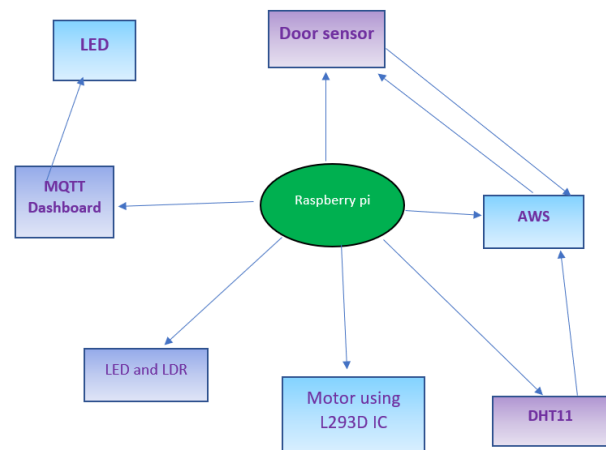 LED
Door sensor
MQTT
Dashboard
Raspberry pi
AWS
LED and LDR
Motor using
L293D IC
DHT11